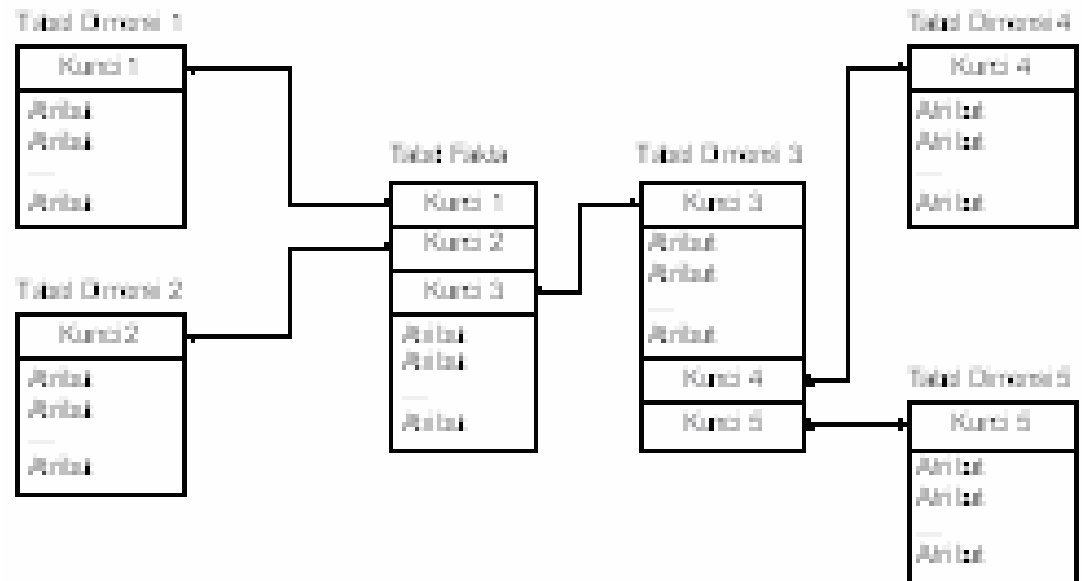 Tabel Dimensi 1
Kunci 1
Atribut
Atribut
...
Atribut
Tabel Dimensi 2
Kunci 2
Atribut
Atribut
...
Atribut
Tabel Fakta
Kunci 1
Kunci 2
Kunci 3
Atribut
Atribut
...
Atribut
Tabel Dimensi 3
Kunci 3
Atribut
Atribut
...
Atribut
Kunci 4
Kunci 5
Tabel Dimensi 4
Kunci 4
Atribut
Atribut
...
Atribut
Tabel Dimensi 5
Kunci 5
Atribut
Atribut
...
Atribut